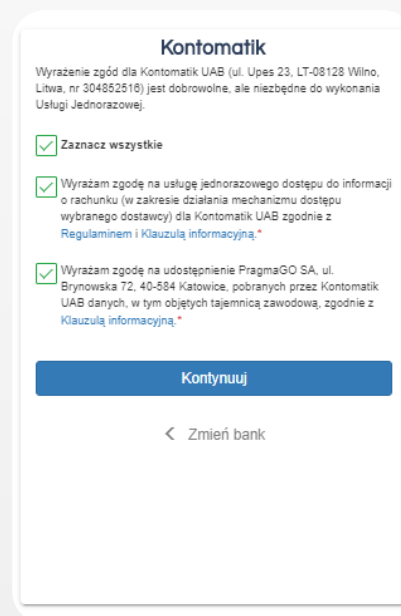 Kontomatik
Wyrażenie zgód dla Kontomatik UAB (ul. Upes 23, LT-08128 Wilno,
Litwa, nr 304852516) jest dobrowolne, ale niezbędne do wykonania
Usługi Jednorazowej.
Zaznacz wszystkie
Wyrażam zgodę na usługę jednorazowego dostępu do informacji
o rachunku (w zakresie działania mechanizmu dostępu
wybranego dostawcy) dla Kontomatik UAB zgodnie z
Regulaminem i Klauzulą informacyjną.*
Wyrażam zgodę na udostępnienie PragmaGO SA, ul.
Brynowska 72, 40-584 Katowice, pobranych przez Kontomatik
UAB danych, w tym objętych tajemnicą zawodową, zgodnie z
Klauzulą informacyjną.*
Kontynuuj
Zmień bank